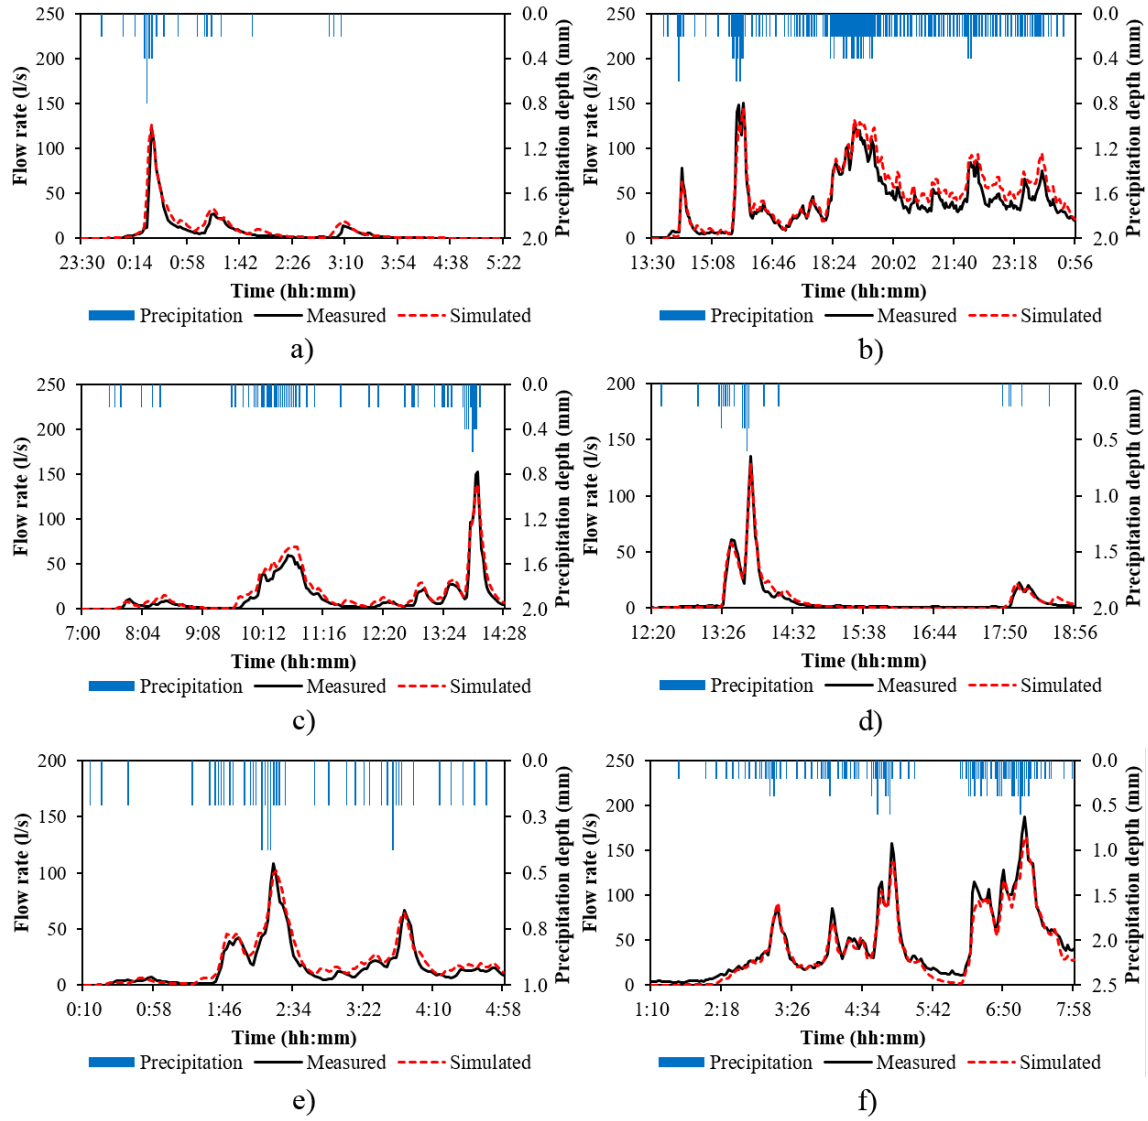 250
200
150
100
50
0
Flow rate (l/s)
0.0
0.4
0.8
1.2
1.6
2.0
Precipitation depth (mm)
23:30 0:14 0:58 1:42 2:26 3:10 3:54 4:38 5:22
Time (hh:mm)
Precipitation Measured Simulated
a)
250
200
150
100
50
0
Flow rate (l/s)
0.0
0.4
0.8
1.2
1.6
2.0
Precipitation depth (mm)
13:30 15:08 16:46 18:24 20:02 21:40 23:18 0:56
Time (hh:mm)
Precipitation Measured Simulated
b)
250
200
150
100
50
0
Flow rate (l/s)
0.0
0.4
0.8
1.2
1.6
2.0
Precipitation depth (mm)
7:00 8:04 9:08 10:12 11:16 12:20 13:24 14:28
Time (hh:mm)
Precipitation Measured Simulated
c)
200
150
100
50
0
Flow rate (l/s)
0.0
0.5
1.0
1.5
2.0
Precipitation depth (mm)
12:20 13:26 14:32 15:38 16:44 17:50 18:56
Time (hh:mm)
Precipitation Measured Simulated
d)
200
150
100
50
0
Flow rate (l/s)
0.0
0.3
0.5
0.8
1.0
Precipitation depth (mm)
0:10 0:58 1:46 2:34 3:22 4:10 4:58
Time (hh:mm)
Precipitation Measured Simulated
e)
250
200
150
100
50
0
Flow rate (l/s)
0.0
0.5
1.0
1.5
2.0
2.5
Precipitation depth (mm)
1:10 2:18 3:26 4:34 5:42 6:50 7:58
Time (hh:mm)
Precipitation Measured Simulated
f)